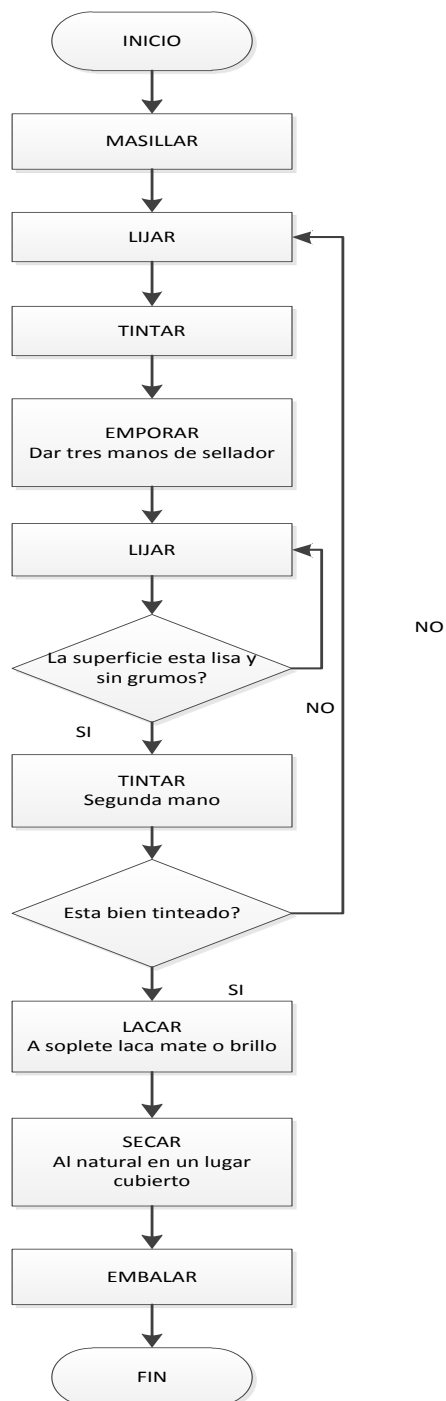 INICIO
MASILLAR
LIJAR
TINTAR
EMPORAR
Dar tres manos de sellador
LIJAR
NO
La superficie esta lisa y
sin grumos?
NO
SI
TINTAR
Segunda mano
Esta bien tinteado?
SI
LACAR
A soplete laca mate o brillo
SECAR
Al natural en un lugar
cubierto
EMBALAR
FIN